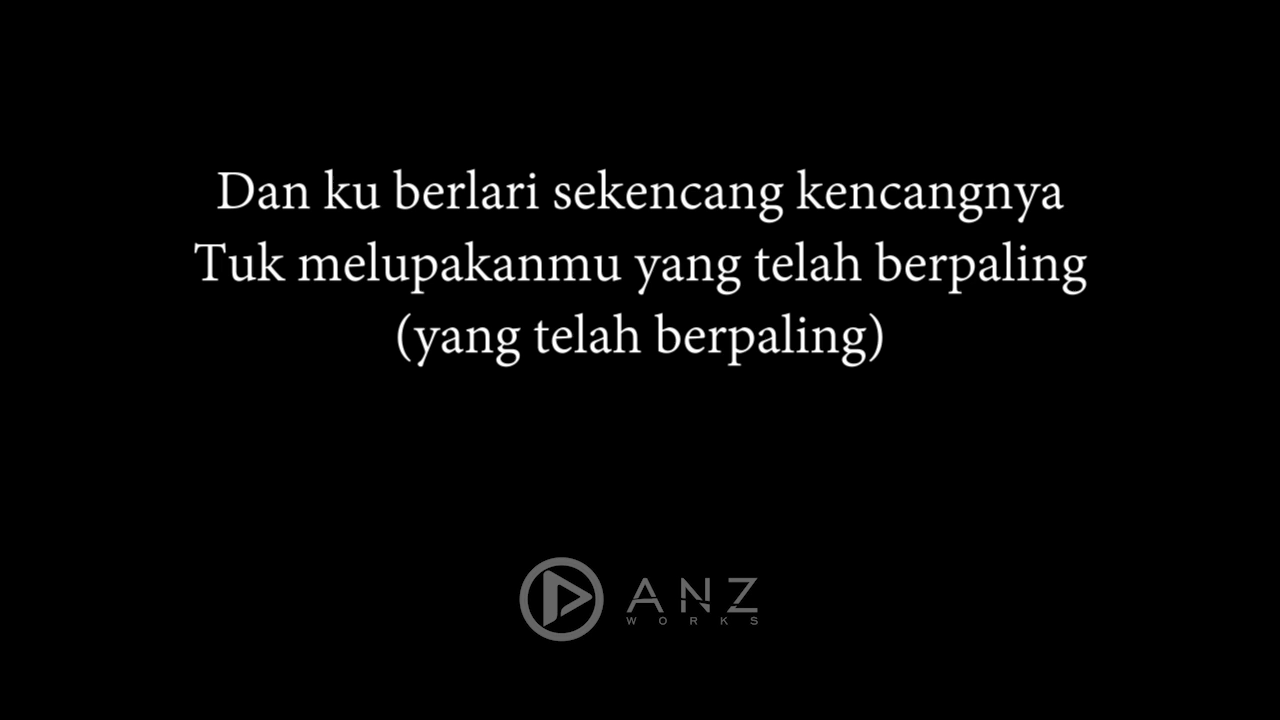 Dan ku berlari sekencang kencangnya
Tuk melupakanmu yang telah berpaling
(yang telah berpaling)
ANZ
WORKS